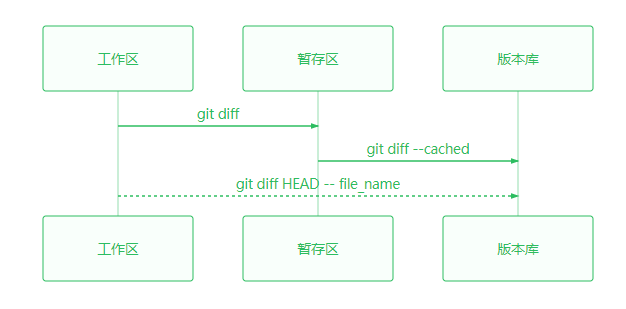 工作区
暂存区
版本库
git diff
git diff --cached
git diff HEAD -- file_name
工作区
暂存区
版本库